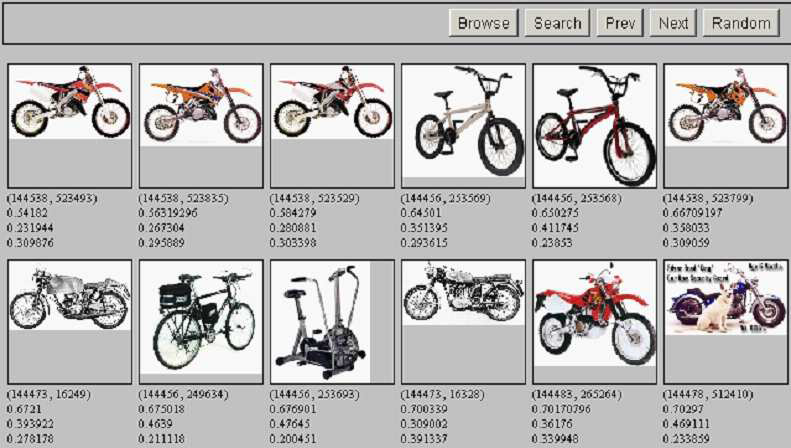 Browse Search Prev Next Random
(144538, 523493) (144538, 523835) (144538, 523529) (144456, 253569) (144456, 253568) (144538, 523799)
0.54182 0.56319296 0.584279 0.64501 0.650275 0.66709197
0.231944 0.267304 0.280881 0.351395 0.411745 0.358033
0.309876 0.295889 0.303398 0.293615 0.23853 0.309059
(144473, 16249) (144456, 249634) (144456, 253693) (144473, 16328) (144483, 265264) (144478, 512410)
0.6721 0.675018 0.676901 0.700339 0.70170796 0.70297
0.393922 0.4639 0.47645 0.309002 0.36176 0.469111
0.278178 0.211118 0.200451 0.391337 0.339948 0.233859